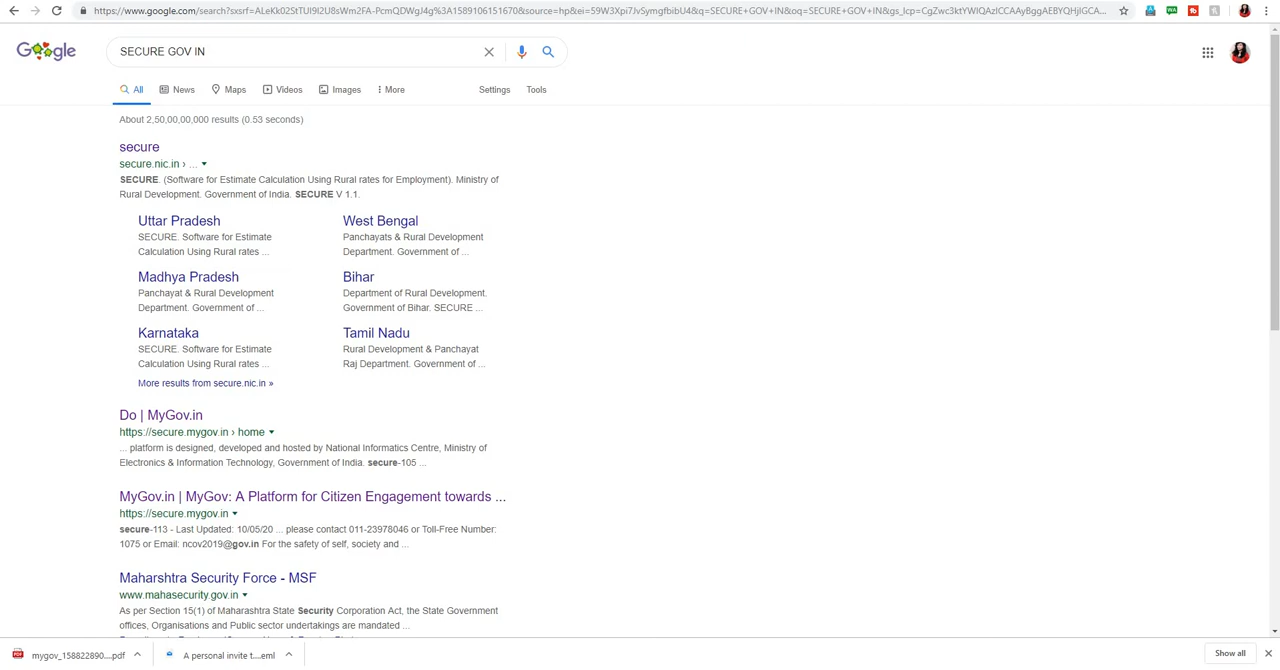 https://www.google.com/search?sxsrf=ALeKk02StTUI9I2U8sWm2FA-PcmQDWgJ4g%3A1589106151670&source=hp&ei=59W3Xpi7JvSymgfbibU4&q=SECURE+GOV+IN&oq=SECURE+GOV+IN&gs_lcp=CgZwc3ktYWIQAzICCAAyBggAEBYQHjIGCA...
Google
SECURE GOV IN
All News Maps Videos Images More Settings Tools
About 2,50,00,00,000 results (0.53 seconds)
secure
secure.nic.in › ...
SECURE. (Software for Estimate Calculation Using Rural rates for Employment). Ministry of
Rural Development. Government of India. SECURE V 1.1.
Uttar Pradesh
SECURE. Software for Estimate
Calculation Using Rural rates ...
West Bengal
Panchayats & Rural Development
Department. Government of ...
Madhya Pradesh
Panchayat & Rural Development
Department. Government of ...
Bihar
Department of Rural Development.
Government of Bihar. SECURE ...
Karnataka
SECURE. Software for Estimate
Calculation Using Rural rates ...
Tamil Nadu
Rural Development & Panchayat
Raj Department. Government of ...
More results from secure.nic.in »
Do | MyGov.in
https://secure.mygov.in › home
... platform is designed, developed and hosted by National Informatics Centre, Ministry of
Electronics & Information Technology, Government of India. secure-105 ...
MyGov.in | MyGov: A Platform for Citizen Engagement towards ...
https://secure.mygov.in
secure-113 - Last Updated: 10/05/20 ... please contact 011-23978046 or Toll-Free Number:
1075 or Email: ncov2019@gov.in For the safety of self, society and ...
Maharashtra Security Force - MSF
www.mahasecurity.gov.in
As per Section 15(1) of Maharashtra State Security Corporation Act, the State Government
offices, Organisations and Public sector undertakings are mandated ...
mygov_158822890....pdf
A personal invite t....eml
Show all